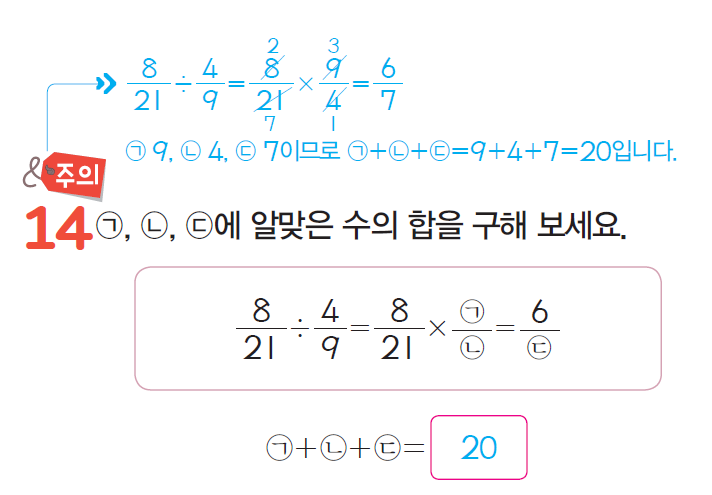 2 3
8/21 ÷ 4/9 = 8/21 × 9/4 = 6/7
7 1
㉠ 9, ㉡ 4, ㉢ 7이므로 ㉠+㉡+㉢=9+4+7=20입니다.
& 주의
14 ㉠, ㉡, ㉢에 알맞은 수의 합을 구해 보세요.
8/21 ÷ 4/9 = 8/21 × ㉠/㉡ = 6/㉢
㉠+㉡+㉢= 20